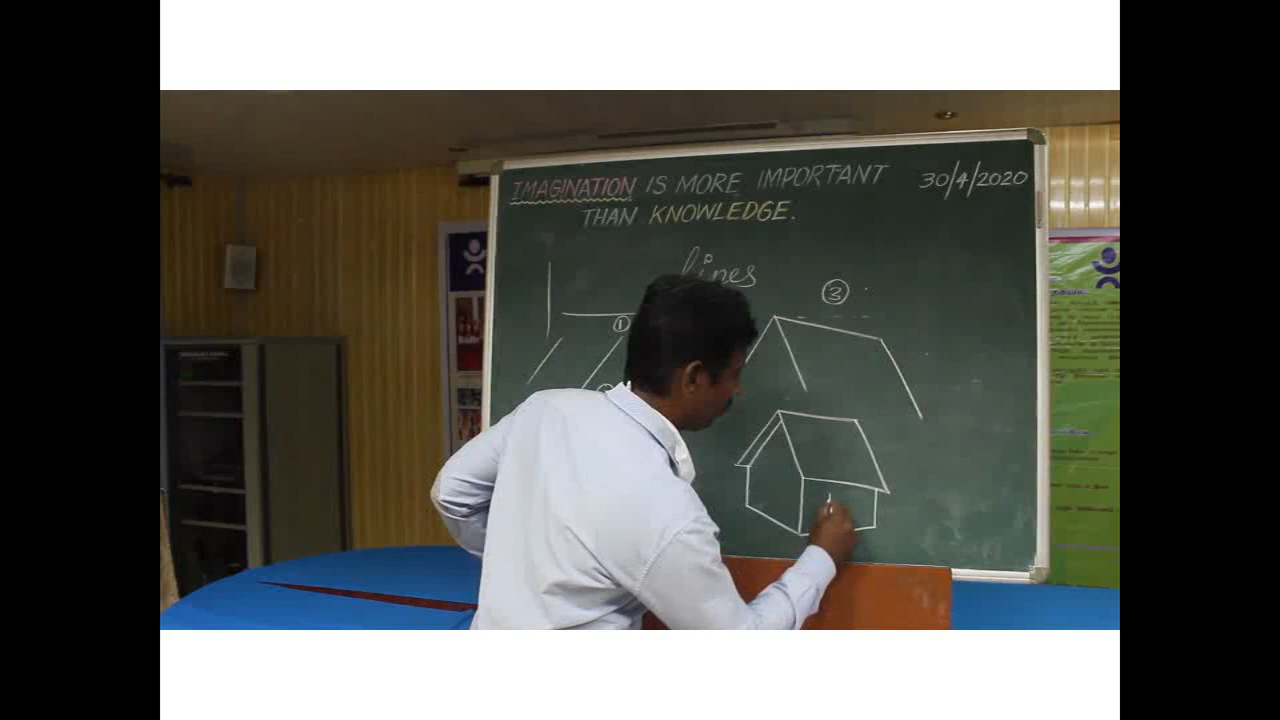 IMAGINATION IS MORE IMPORTANT 30/4/2020
THAN KNOWLEDGE.
lines
1
3